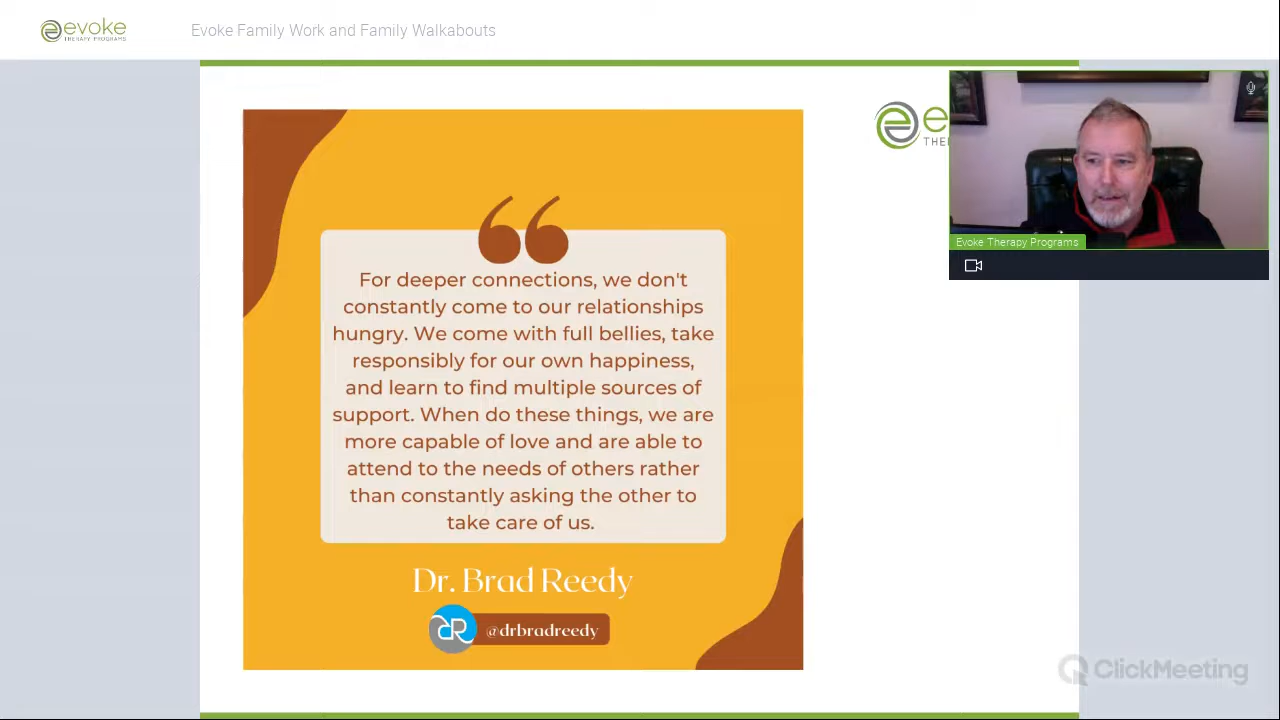 evoke
THERAPY PROGRAMS
Evoke Family Work and Family Walkabouts
E
THE
Evoke Therapy Programs
For deeper connections, we don't
constantly come to our relationships
hungry. We come with full bellies, take
responsibly for our own happiness,
and learn to find multiple sources of
support. When do these things, we are
more capable of love and are able to
attend to the needs of others rather
than constantly asking the other to
take care of us.
Dr. Brad Reedy
@drbradreedy
ClickMeeting